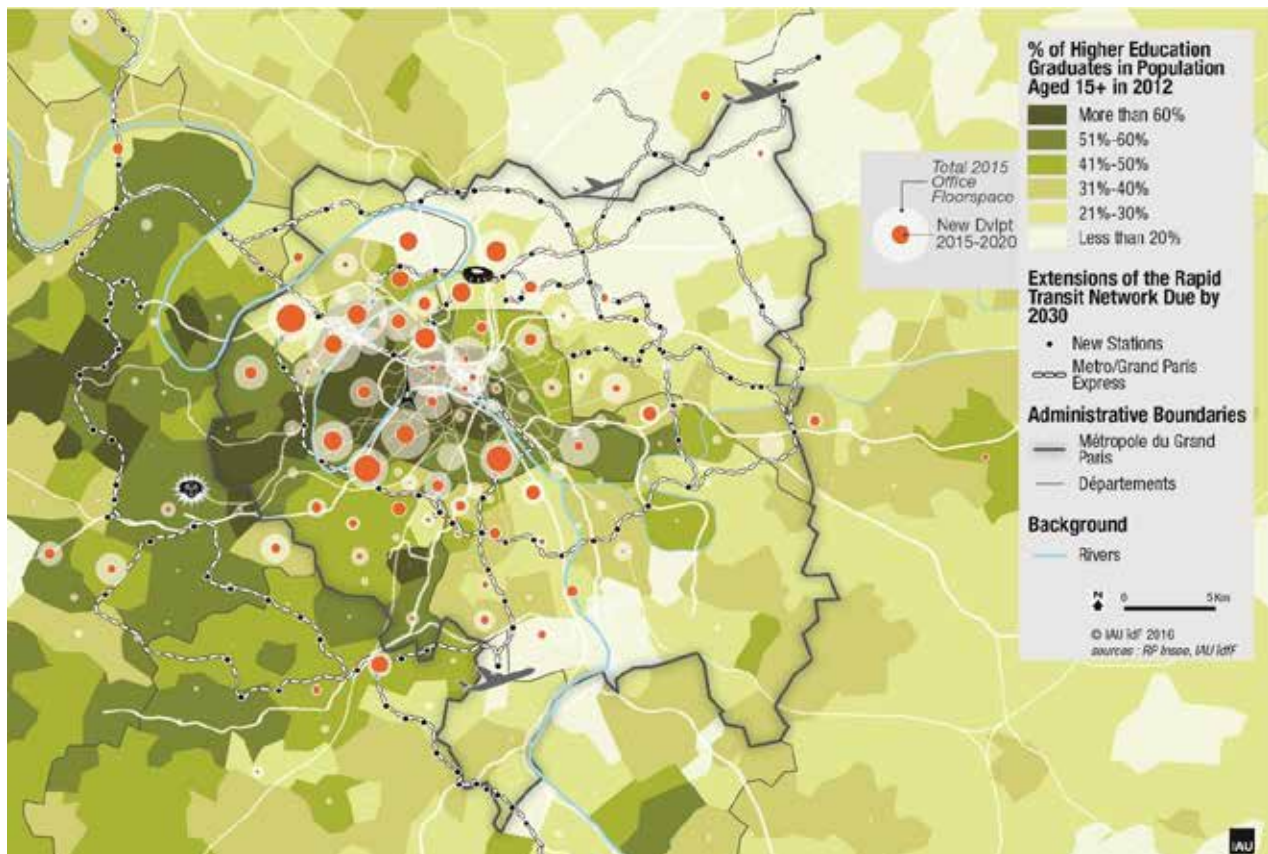 % of Higher Education
Graduates in Population
Aged 15+ in 2012
More than 60%
51%-60%
41%-50%
31%-40%
21%-30%
Less than 20%
Total 2015
Office
Floorspace
New Dvlpt
2015-2020
Extensions of the Rapid
Transit Network Due by
2030
New Stations
Metro/Grand Paris
Express
Administrative Boundaries
Métropole du Grand
Paris
Départements
Background
Rivers
N
0 5 Km
© IAU îdF 2016
sources : RP Insee, IAU îdfF
IAU